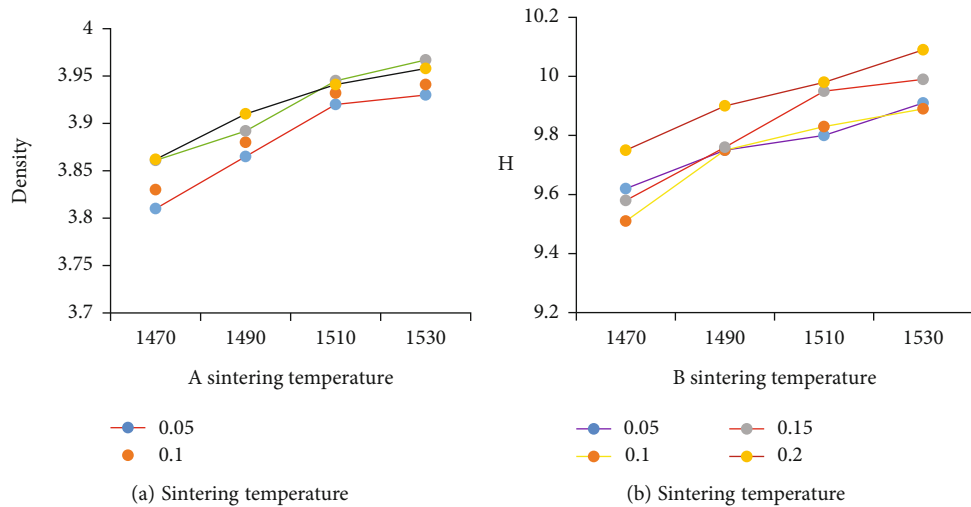 4
3.95
3.9
3.85
3.8
3.75
3.7
Density
1470 1490 1510 1530
A sintering temperature
0.05
0.1
(a) Sintering temperature
10.2
10
9.8
9.6
9.4
9.2
H
1470 1490 1510 1530
B sintering temperature
0.05 0.15
0.1 0.2
(b) Sintering temperature